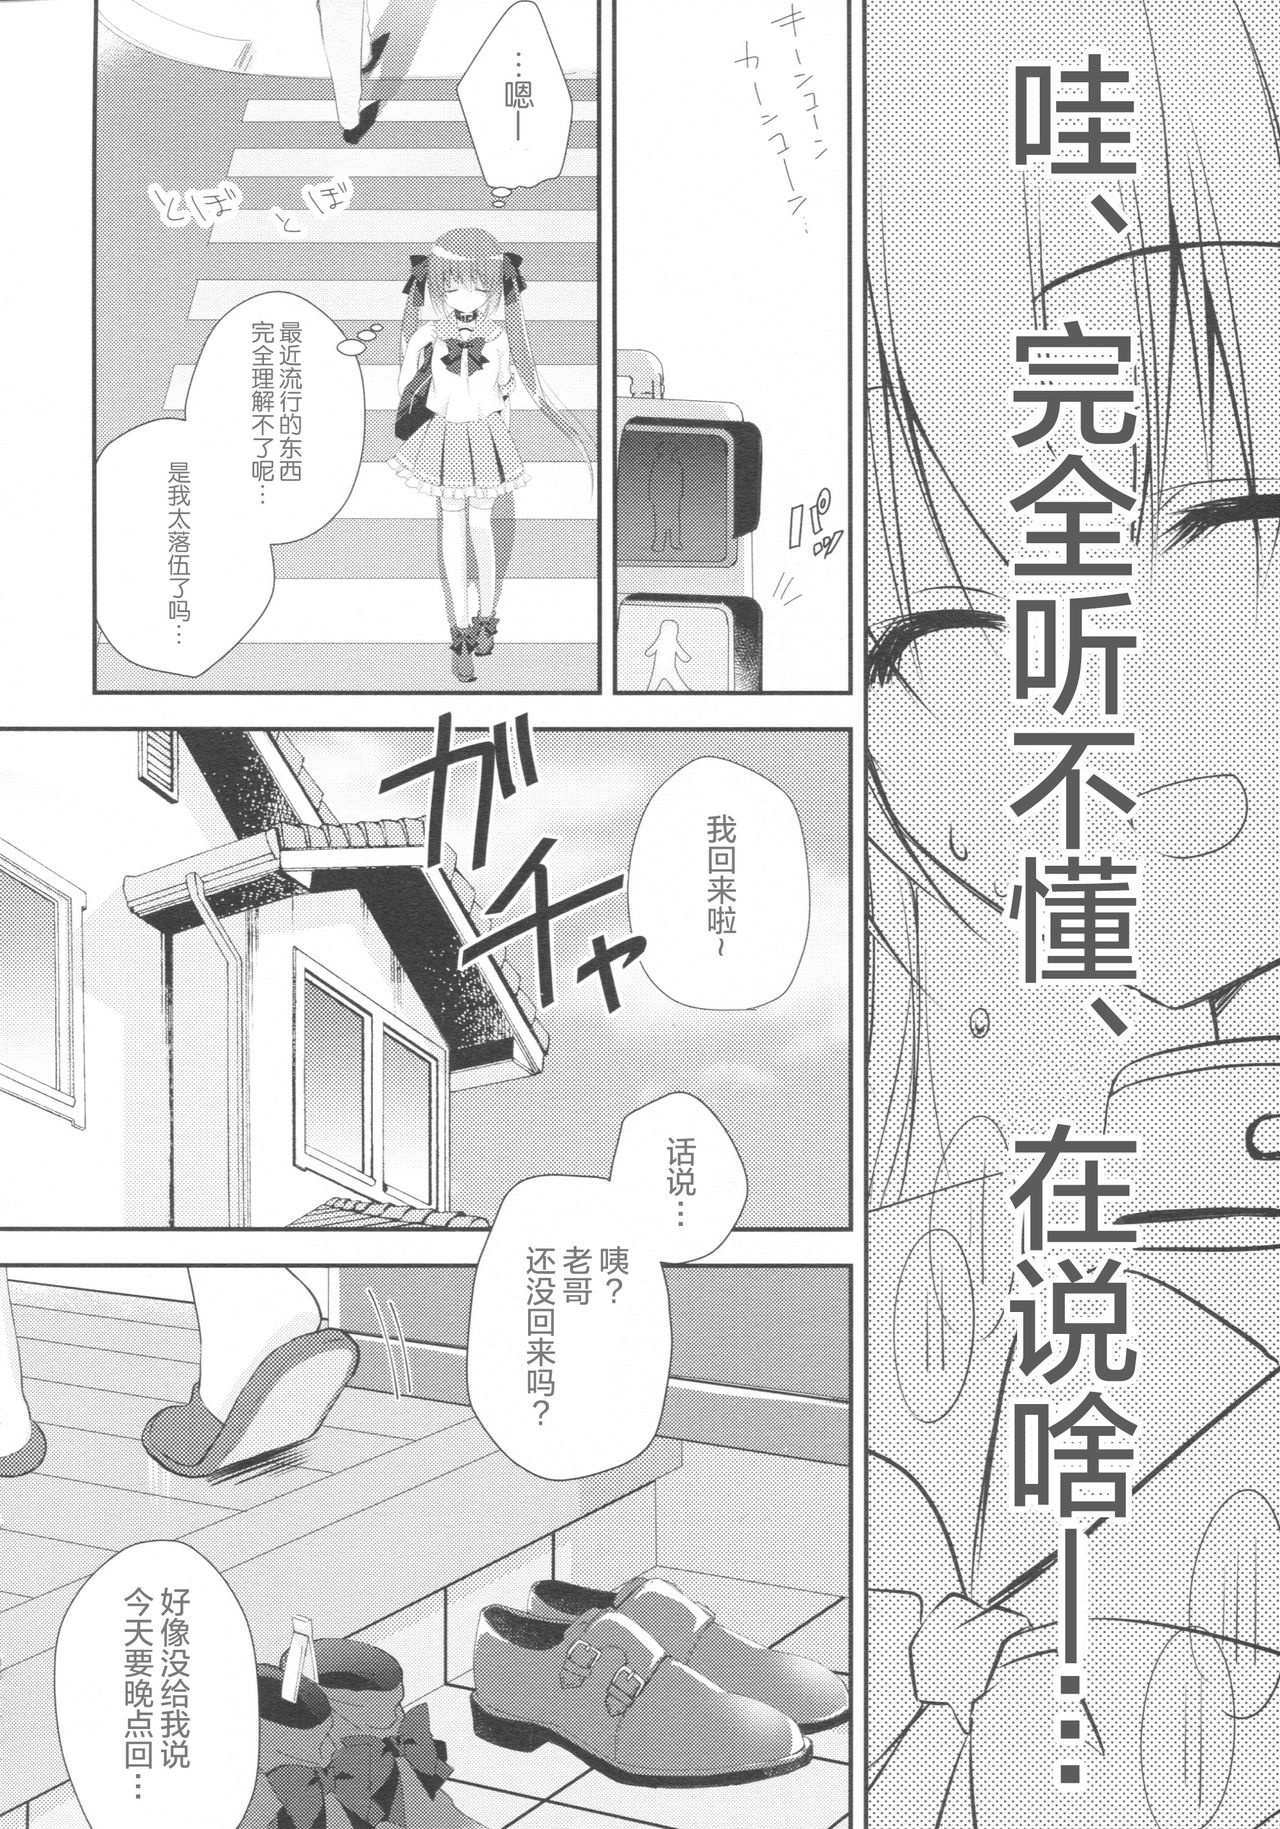 哇、完全听不懂、在说啥——……
キーンコーン
カーンコーン…
パッ
…嗯—
とぼ
とぼ
最近流行的东西
完全理解不了呢…
是我太落伍了吗…
ガチャ
我回来啦~
话说…
咦？
老哥
还没回来吗？
好像没给我说
今天要晚点回…